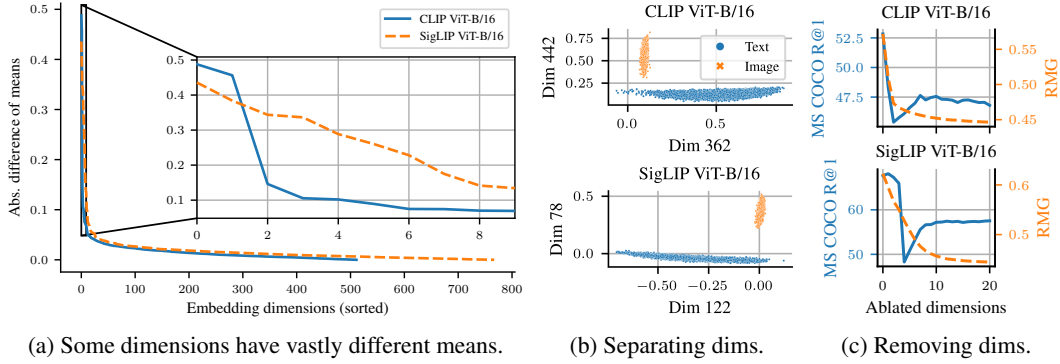 Abs. difference of means
0.5
0.4
0.3
0.2
0.1
0.0
0 100 200 300 400 500 600 700 800
Embedding dimensions (sorted)
CLIP ViT-B/16
SigLIP ViT-B/16
0.5
0.4
0.3
0.2
0.1
0 2 4 6 8
(a) Some dimensions have vastly different means.
CLIP ViT-B/16
Dim 442
0.75
0.50
0.25
0.0 0.5
Dim 362
Text
Image
SigLIP ViT-B/16
Dim 78
0.5
0.0
−0.50 −0.25 0.00
Dim 122
(b) Separating dims.
CLIP ViT-B/16
MS COCO R@1
52.5
50.0
47.5
0.55
0.50
0.45
RMG
SigLIP ViT-B/16
MS COCO R@1
60
50
0.6
0.5
RMG
0 10 20
Ablated dimensions
(c) Removing dims.